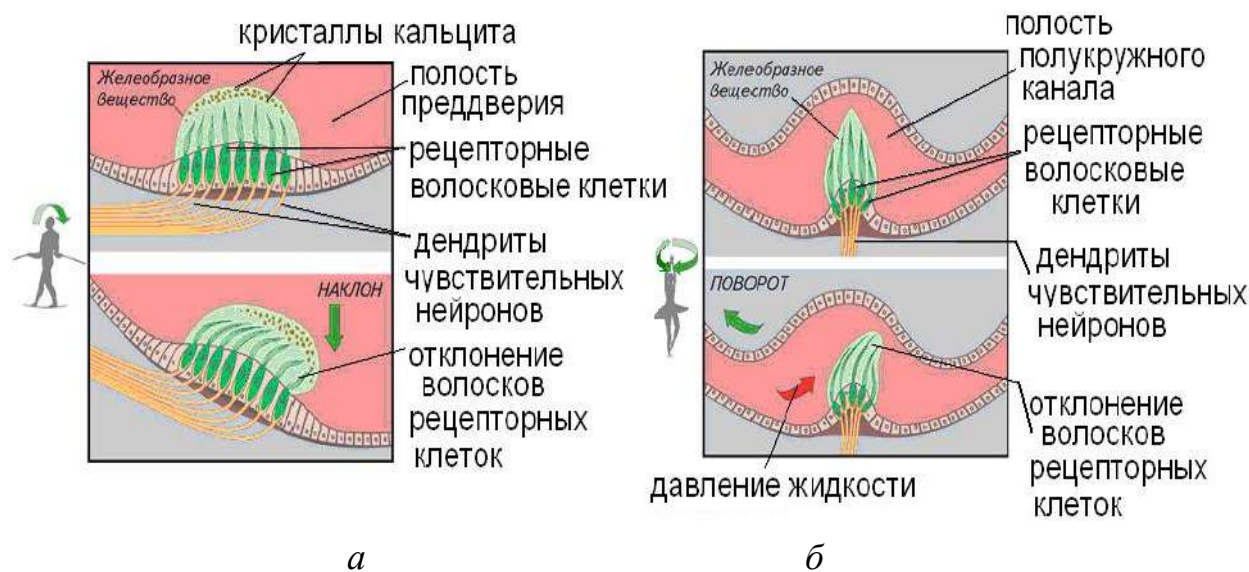 кристаллы кальцита
Желеобразное
вещество
полость
преддверия
рецепторные
волосковые клетки
дендриты
чувствительных
нейронов
НАКЛОН
отклонение
волосков
рецепторных
клеток
а
полость
полукружного
канала
Желеобразное
вещество
рецепторные
волосковые
клетки
дендриты
чувствительных
нейронов
ПОВОРОТ
отклонение
волосков
рецепторных
клеток
давление жидкости
б